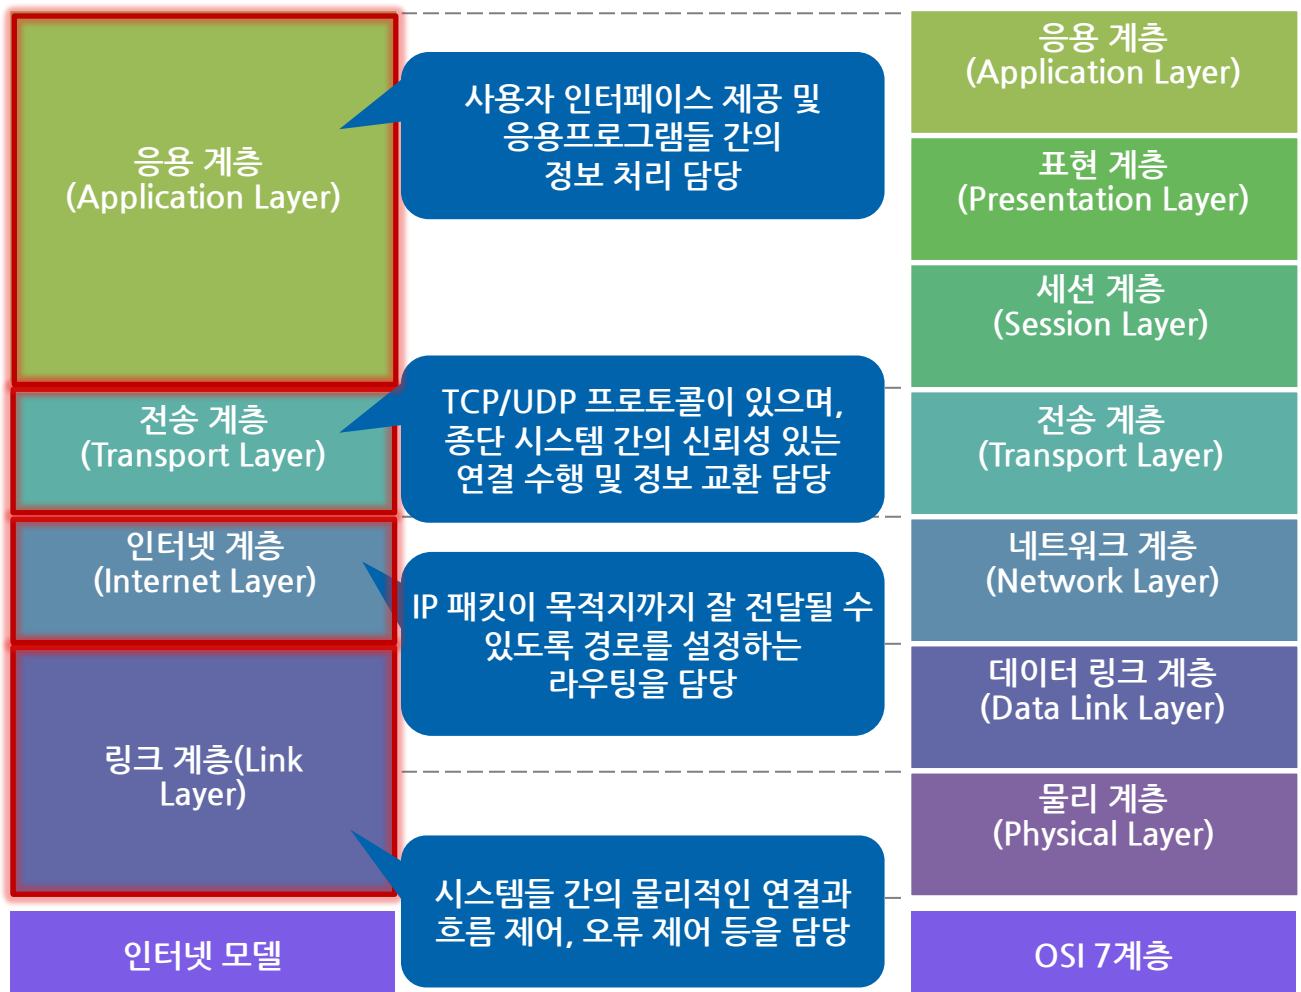 응용 계층
(Application Layer)
사용자 인터페이스 제공 및
응용프로그램들 간의
정보 처리 담당
전송 계층
(Transport Layer)
TCP/UDP 프로토콜이 있으며,
종단 시스템 간의 신뢰성 있는
연결 수행 및 정보 교환 담당
인터넷 계층
(Internet Layer)
IP 패킷이 목적지까지 잘 전달될 수
있도록 경로를 설정하는
라우팅을 담당
링크 계층(Link
Layer)
시스템들 간의 물리적인 연결과
흐름 제어, 오류 제어 등을 담당
인터넷 모델
응용 계층
(Application Layer)
표현 계층
(Presentation Layer)
세션 계층
(Session Layer)
전송 계층
(Transport Layer)
네트워크 계층
(Network Layer)
데이터 링크 계층
(Data Link Layer)
물리 계층
(Physical Layer)
OSI 7계층